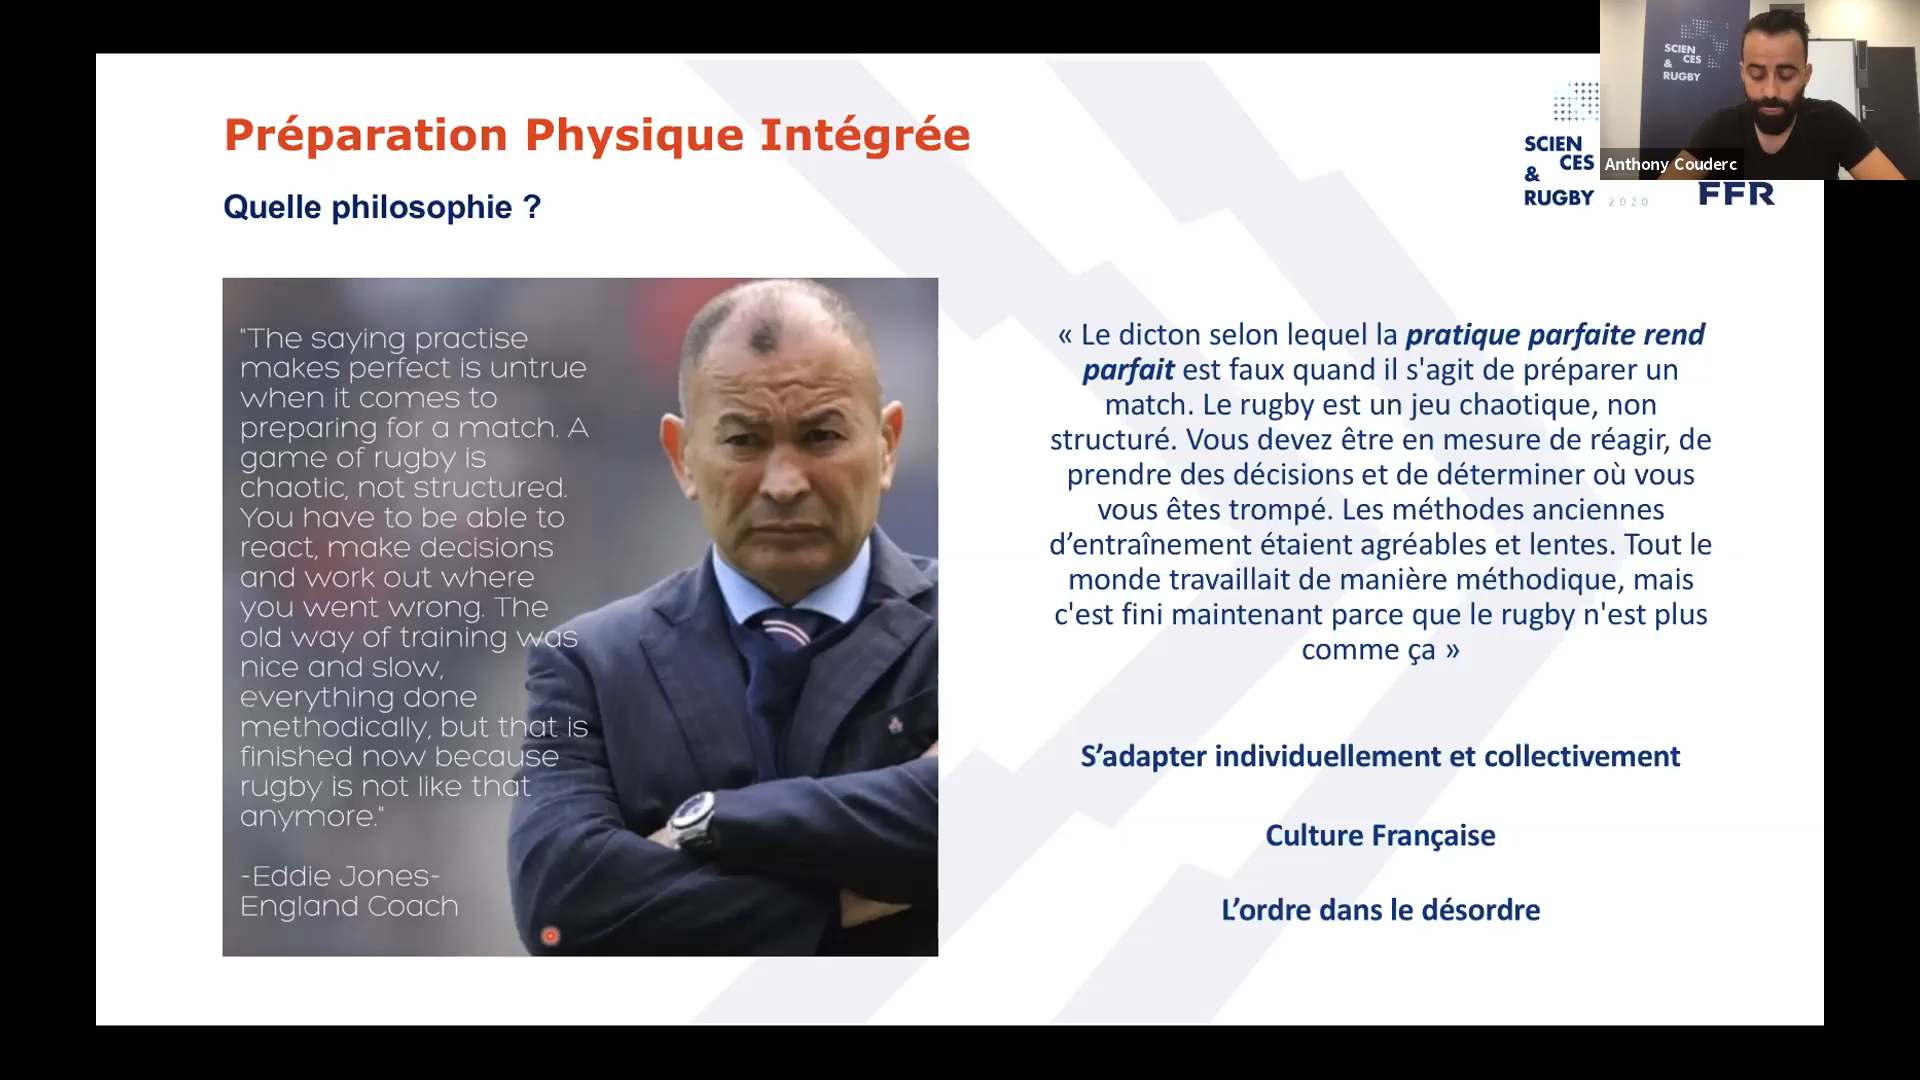 Préparation Physique Intégrée
Quelle philosophie ?
SCIEN
CES
&
RUGBY
2020
FFR
SCIEN
CES
&
RUGBY
Anthony Couderc
"The saying practise
makes perfect is untrue
when it comes to
preparing for a match. A
game of rugby is
chaotic, not structured.
You have to be able to
react, make decisions
and work out where
you went wrong. The
old way of training was
nice and slow,
everything done
methodically, but that is
finished now because
rugby is not like that
anymore."
-Eddie Jones-
England Coach
« Le dicton selon lequel la pratique parfaite rend
parfait est faux quand il s'agit de préparer un
match. Le rugby est un jeu chaotique, non
structuré. Vous devez être en mesure de réagir, de
prendre des décisions et de déterminer où vous
vous êtes trompé. Les méthodes anciennes
d’entraînement étaient agréables et lentes. Tout le
monde travaillait de manière méthodique, mais
c'est fini maintenant parce que le rugby n'est plus
comme ça »
S’adapter individuellement et collectivement
Culture Française
L’ordre dans le désordre